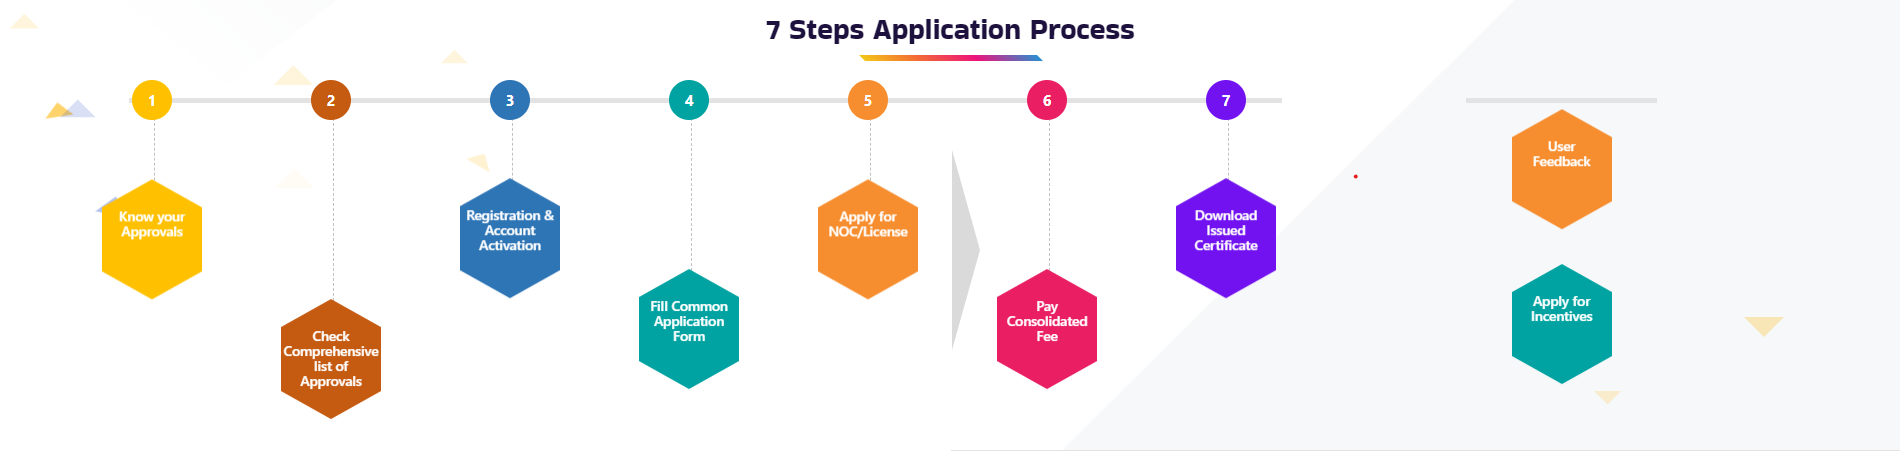 7 Steps Application Process
1
2
3
4
5
6
7
Know your
Approvals
Check
Comprehensive
list of
Approvals
Registration &
Account
Activation
Fill Common
Application
Form
Apply for
NOC/License
Pay
Consolidated
Fee
Download
Issued
Certificate
User
Feedback
Apply for
Incentives